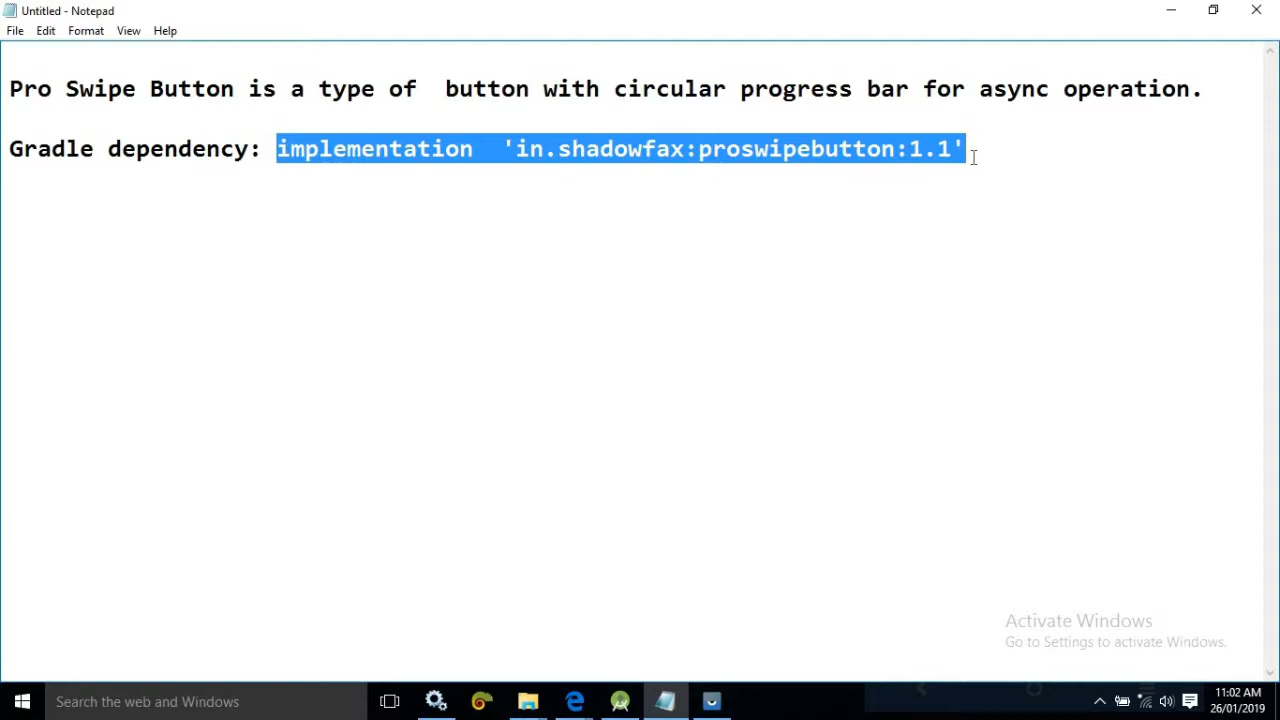 Untitled - Notepad
File Edit Format View Help
Pro Swipe Button is a type of  button with circular progress bar for async operation.
Gradle dependency: implementation  'in.shadowfax:proswipebutton:1.1'
Activate Windows
Go to Settings to activate Windows.
Search the web and Windows
11:02 AM
26/01/2019